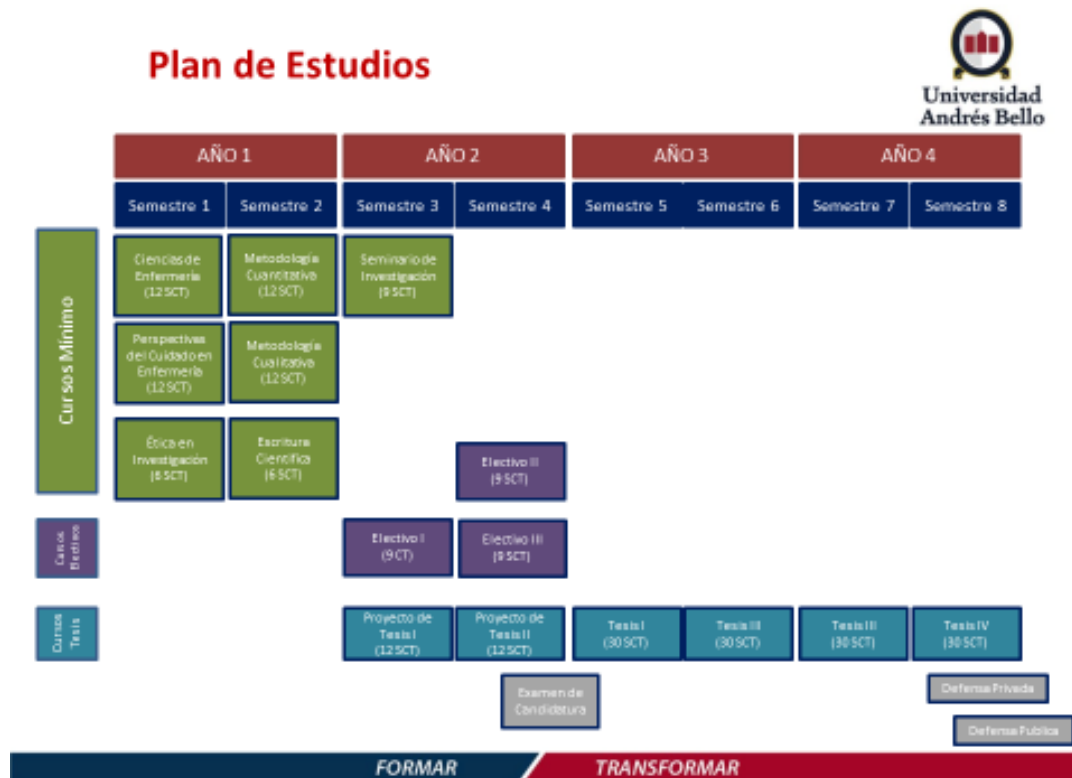 Plan de Estudios
Universidad
Andrés Bello
AÑO 1
AÑO 2
AÑO 3
AÑO 4
Semestre 1
Semestre 2
Semestre 3
Semestre 4
Semestre 5
Semestre 6
Semestre 7
Semestre 8
Cursos Mínimo
Ciencias de
Enfermería
(12 SCT)
Metodología
Cuantitativa
(12 SCT)
Seminario de
Investigación
(9 SCT)
Perspectivas
del Cuidado en
Enfermería
(12 SCT)
Metodología
Cualitativa
(12 SCT)
Ética en
Investigación
(6 SCT)
Escritura
Científica
(6 SCT)
Electivo II
(9 SCT)
Cursos
Electivos
Electivo I
(9 CT)
Electivo III
(9 SCT)
Cursos
Tesis
Proyecto de
Tesis I
(12 SCT)
Proyecto de
Tesis II
(12 SCT)
Tesis I
(30 SCT)
Tesis III
(30 SCT)
Tesis III
(30 SCT)
Tesis IV
(30 SCT)
Examen de
Candidatura
Defensa Privada
Defensa Publica
FORMAR
TRANSFORMAR